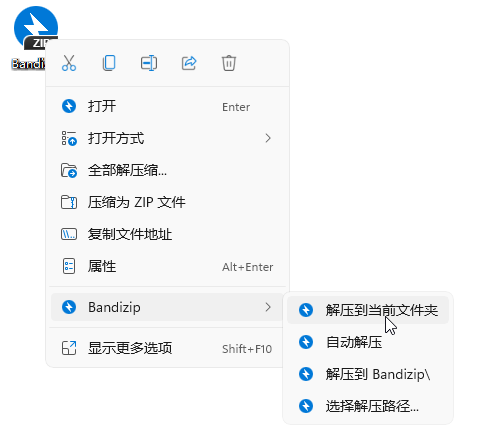 ZIP
打开 Enter
打开方式
全部解压缩...
压缩为 ZIP 文件
复制文件地址
属性 Alt+Enter
Bandizip
显示更多选项 Shift+F10
解压到当前文件夹
自动解压
解压到 Bandizip\
选择解压路径...